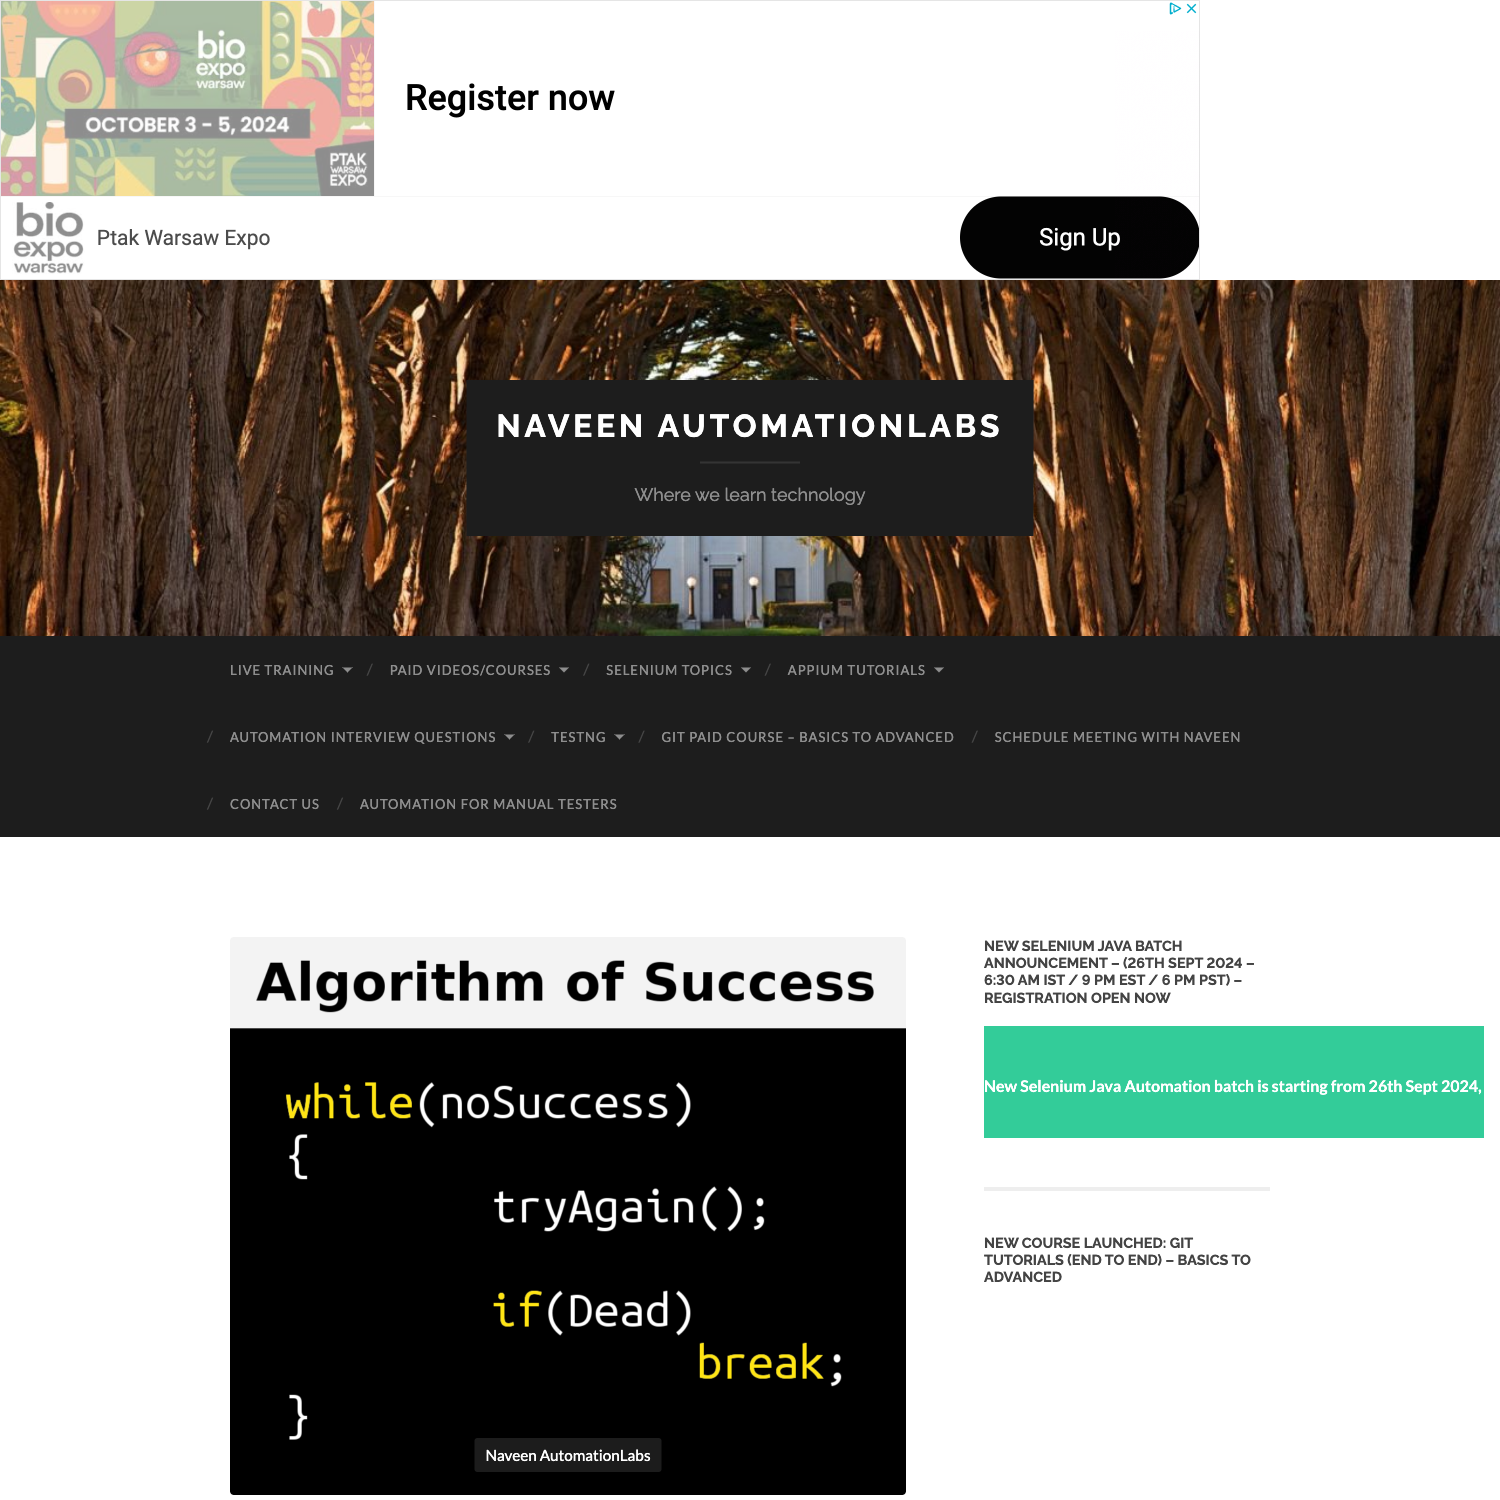 bio
expo
warsaw
OCTOBER 3 – 5, 2024
PTAK
WARSAW
EXPO
Register now
bio
expo
warsaw
Ptak Warsaw Expo
Sign Up
NAVEEN AUTOMATIONLABS
Where we learn technology
LIVE TRAINING / PAID VIDEOS/COURSES / SELENIUM TOPICS / APPIUM TUTORIALS
/ AUTOMATION INTERVIEW QUESTIONS / TESTNG / GIT PAID COURSE – BASICS TO ADVANCED / SCHEDULE MEETING WITH NAVEEN
/ CONTACT US / AUTOMATION FOR MANUAL TESTERS
Algorithm of Success
while(noSuccess)
{
tryAgain();
if(Dead)
break;
}
Naveen AutomationLabs
NEW SELENIUM JAVA BATCH
ANNOUNCEMENT – (26TH SEPT 2024 –
6:30 AM IST / 9 PM EST / 6 PM PST) –
REGISTRATION OPEN NOW
New Selenium Java Automation batch is starting from 26th Sept 2024,
NEW COURSE LAUNCHED: GIT
TUTORIALS (END TO END) – BASICS TO
ADVANCED